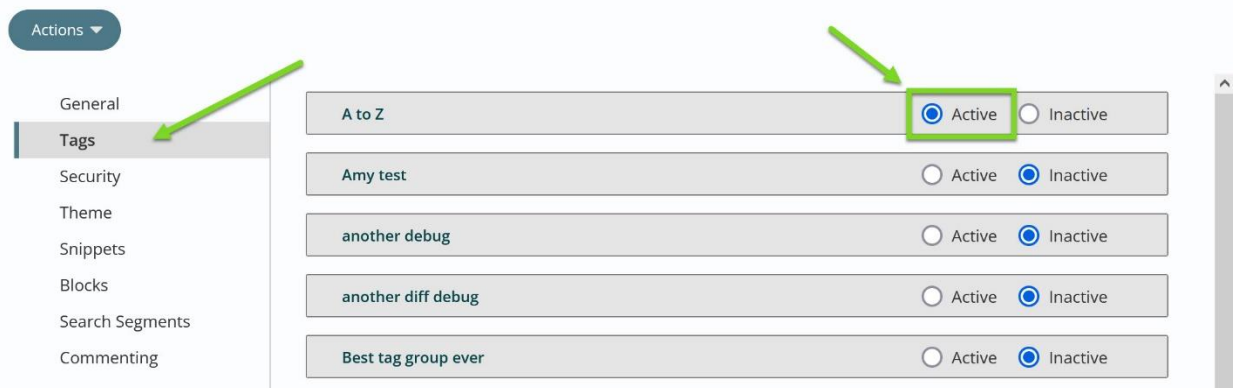 Actions
General
Tags
Security
Theme
Snippets
Blocks
Search Segments
Commenting
A to Z Active Inactive
Amy test Active Inactive
another debug Active Inactive
another diff debug Active Inactive
Best tag group ever Active Inactive